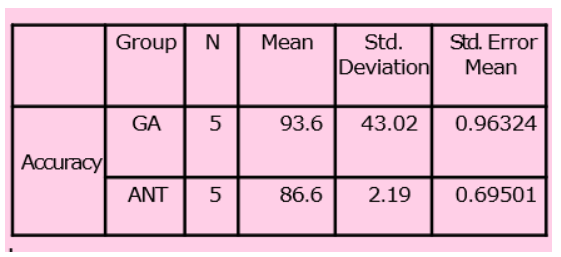 Group N Mean Std. Deviation Std. Error Mean
Accuracy GA 5 93.6 43.02 0.96324
ANT 5 86.6 2.19 0.69501